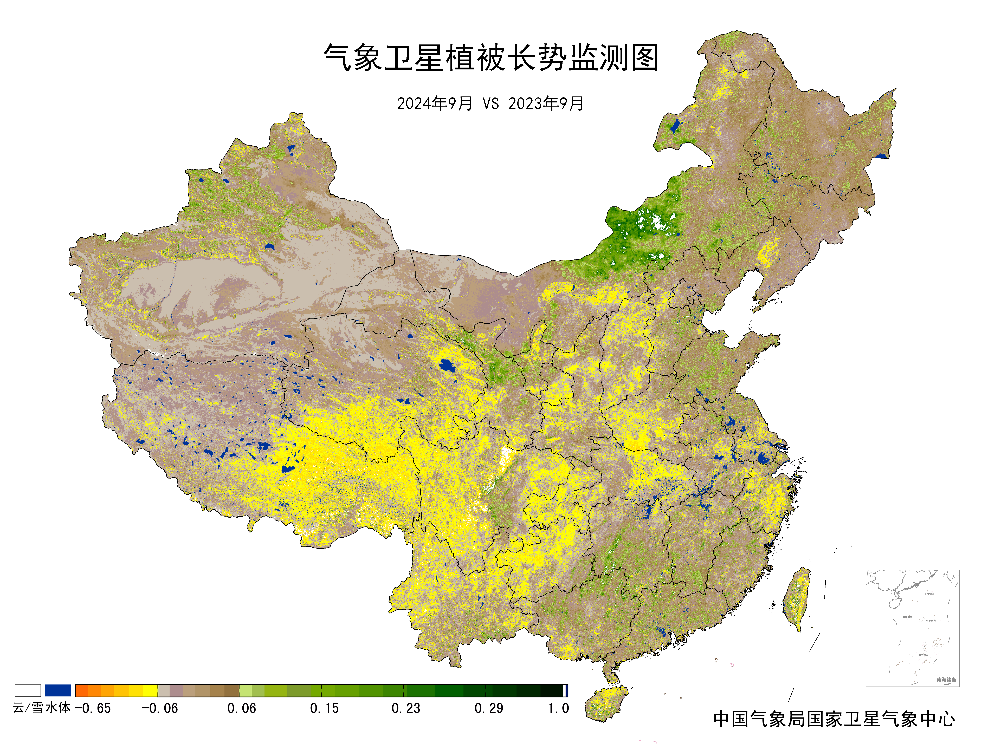 气象卫星植被长势监测图
2024年9月 VS 2023年9月
云/雪 水体 -0.65 -0.06 0.06 0.15 0.23 0.29 1.0
中国气象局国家卫星气象中心